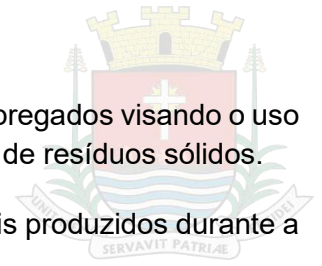 pregados visando o uso
de resíduos sólidos.
is produzidos durante a
SERVAVIT PATRIAE